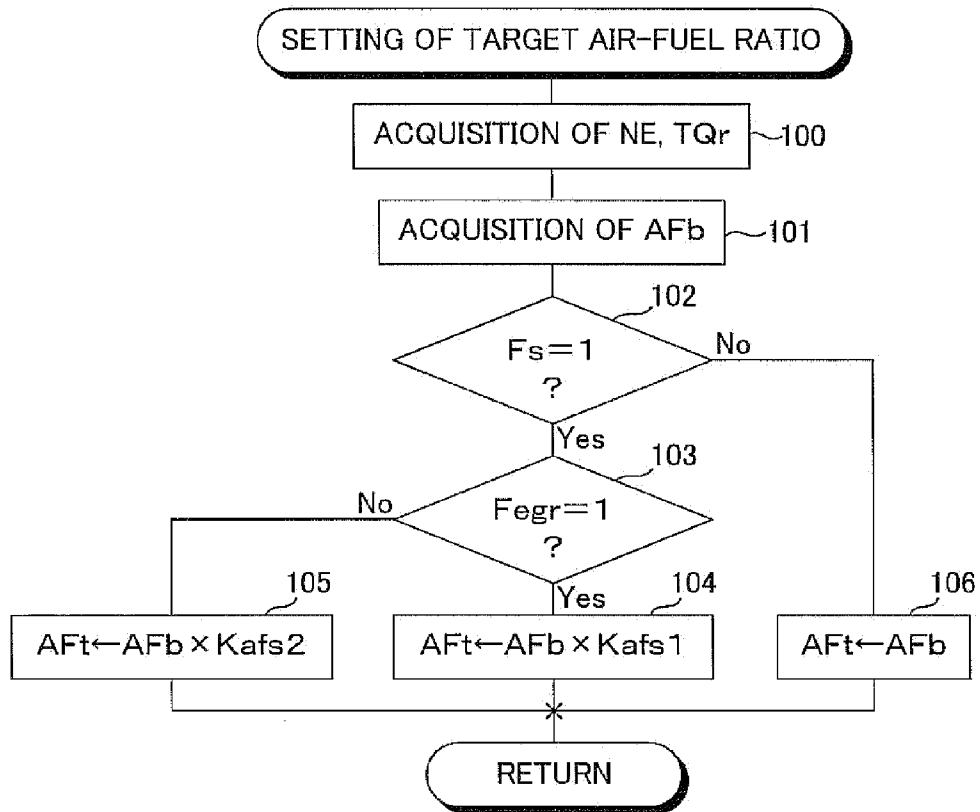 SETTING OF TARGET AIR-FUEL RATIO
ACQUISITION OF NE, TQr
100
ACQUISITION OF AFb
101
102
Fs=1
?
No
Yes
103
No
Fegr=1
?
Yes
105
104
106
AFt←AFb×Kafs2
AFt←AFb×Kafs1
AFt←AFb
RETURN